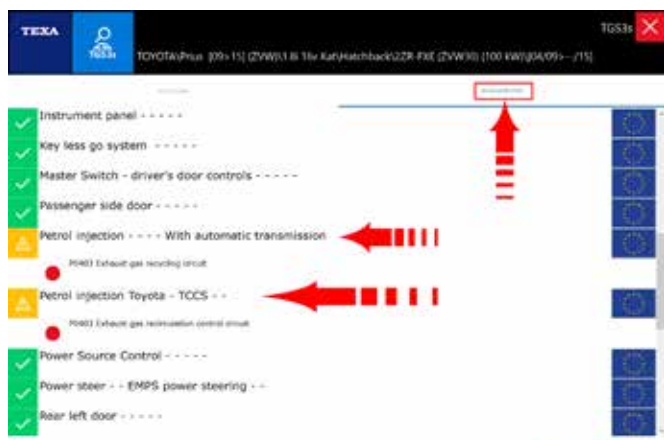 TEXA
TGS3s
TGS3s
TOYOTA\Prius [09>15] (ZVW)\1.8i 16v Kat\Hatchback\2ZR-FXE (ZVW30) (100 kW)\[04/09>--/15]
Instrument panel - - - - -
Key less go system - - - - -
Master Switch - driver's door controls - - - - -
Passenger side door - - - - -
Petrol injection - - - - With automatic transmission
P0403 Exhaust gas recycling circuit
Petrol injection Toyota - TCCS - -
P0403 Exhaust gas recirculation control circuit
Power Source Control - - - - -
Power steer - - EMPS power steering - -
Rear left door - - - - -